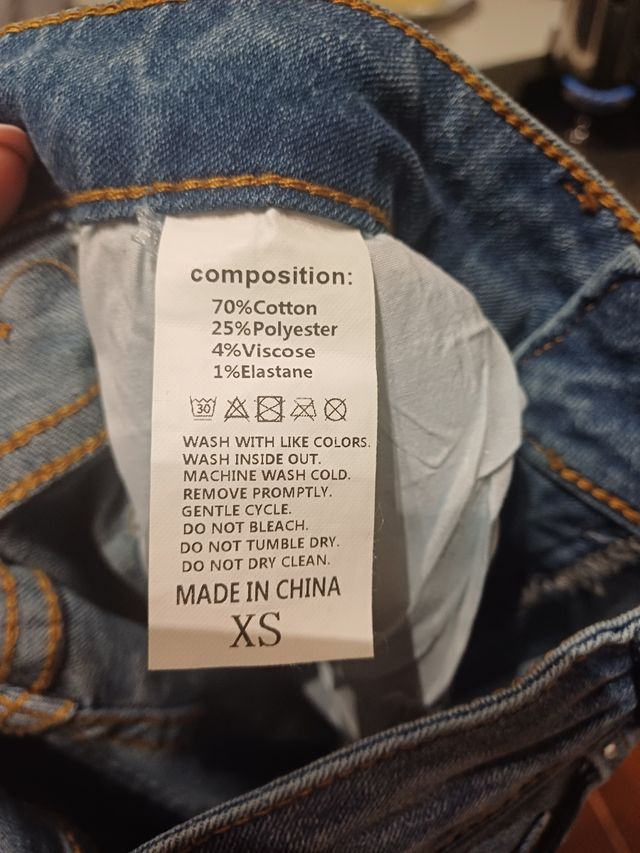 composition:
70%Cotton
25%Polyester
4%Viscose
1%Elastane
30
WASH WITH LIKE COLORS.
WASH INSIDE OUT.
MACHINE WASH COLD.
REMOVE PROMPTLY.
GENTLE CYCLE.
DO NOT BLEACH.
DO NOT TUMBLE DRY.
DO NOT DRY CLEAN.
MADE IN CHINA
XS